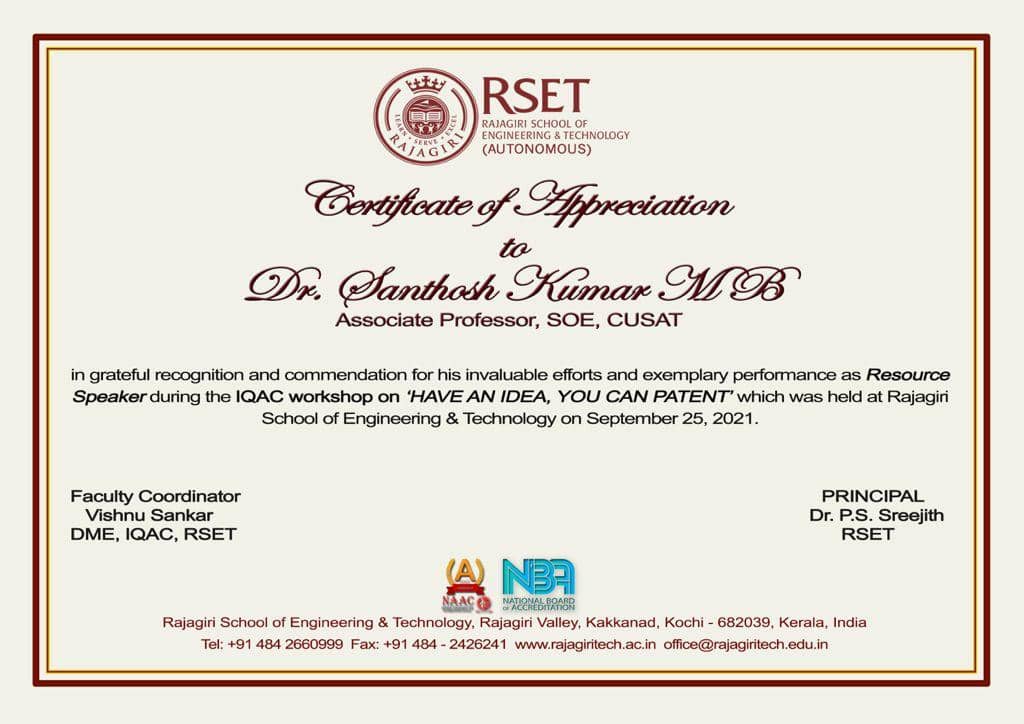 RSET
RAJAGIRI SCHOOL OF
ENGINEERING & TECHNOLOGY
(AUTONOMOUS)
LEARN • SERVE • EXCEL
RAJAGIRI
Certificate of Appreciation
to
Dr. Santhosh Kumar M B
Associate Professor, SOE, CUSAT
in grateful recognition and commendation for his invaluable efforts and exemplary performance as Resource
Speaker during the IQAC workshop on ‘HAVE AN IDEA, YOU CAN PATENT’ which was held at Rajagiri
School of Engineering & Technology on September 25, 2021.
Faculty Coordinator
Vishnu Sankar
DME, IQAC, RSET
PRINCIPAL
Dr. P.S. Sreejith
RSET
A
NAAC
NBA
NATIONAL BOARD
of ACCREDITATION
Rajagiri School of Engineering & Technology, Rajagiri Valley, Kakkanad, Kochi - 682039, Kerala, India
Tel: +91 484 2660999 Fax: +91 484 - 2426241 www.rajagiritech.ac.in office@rajagiritech.edu.in